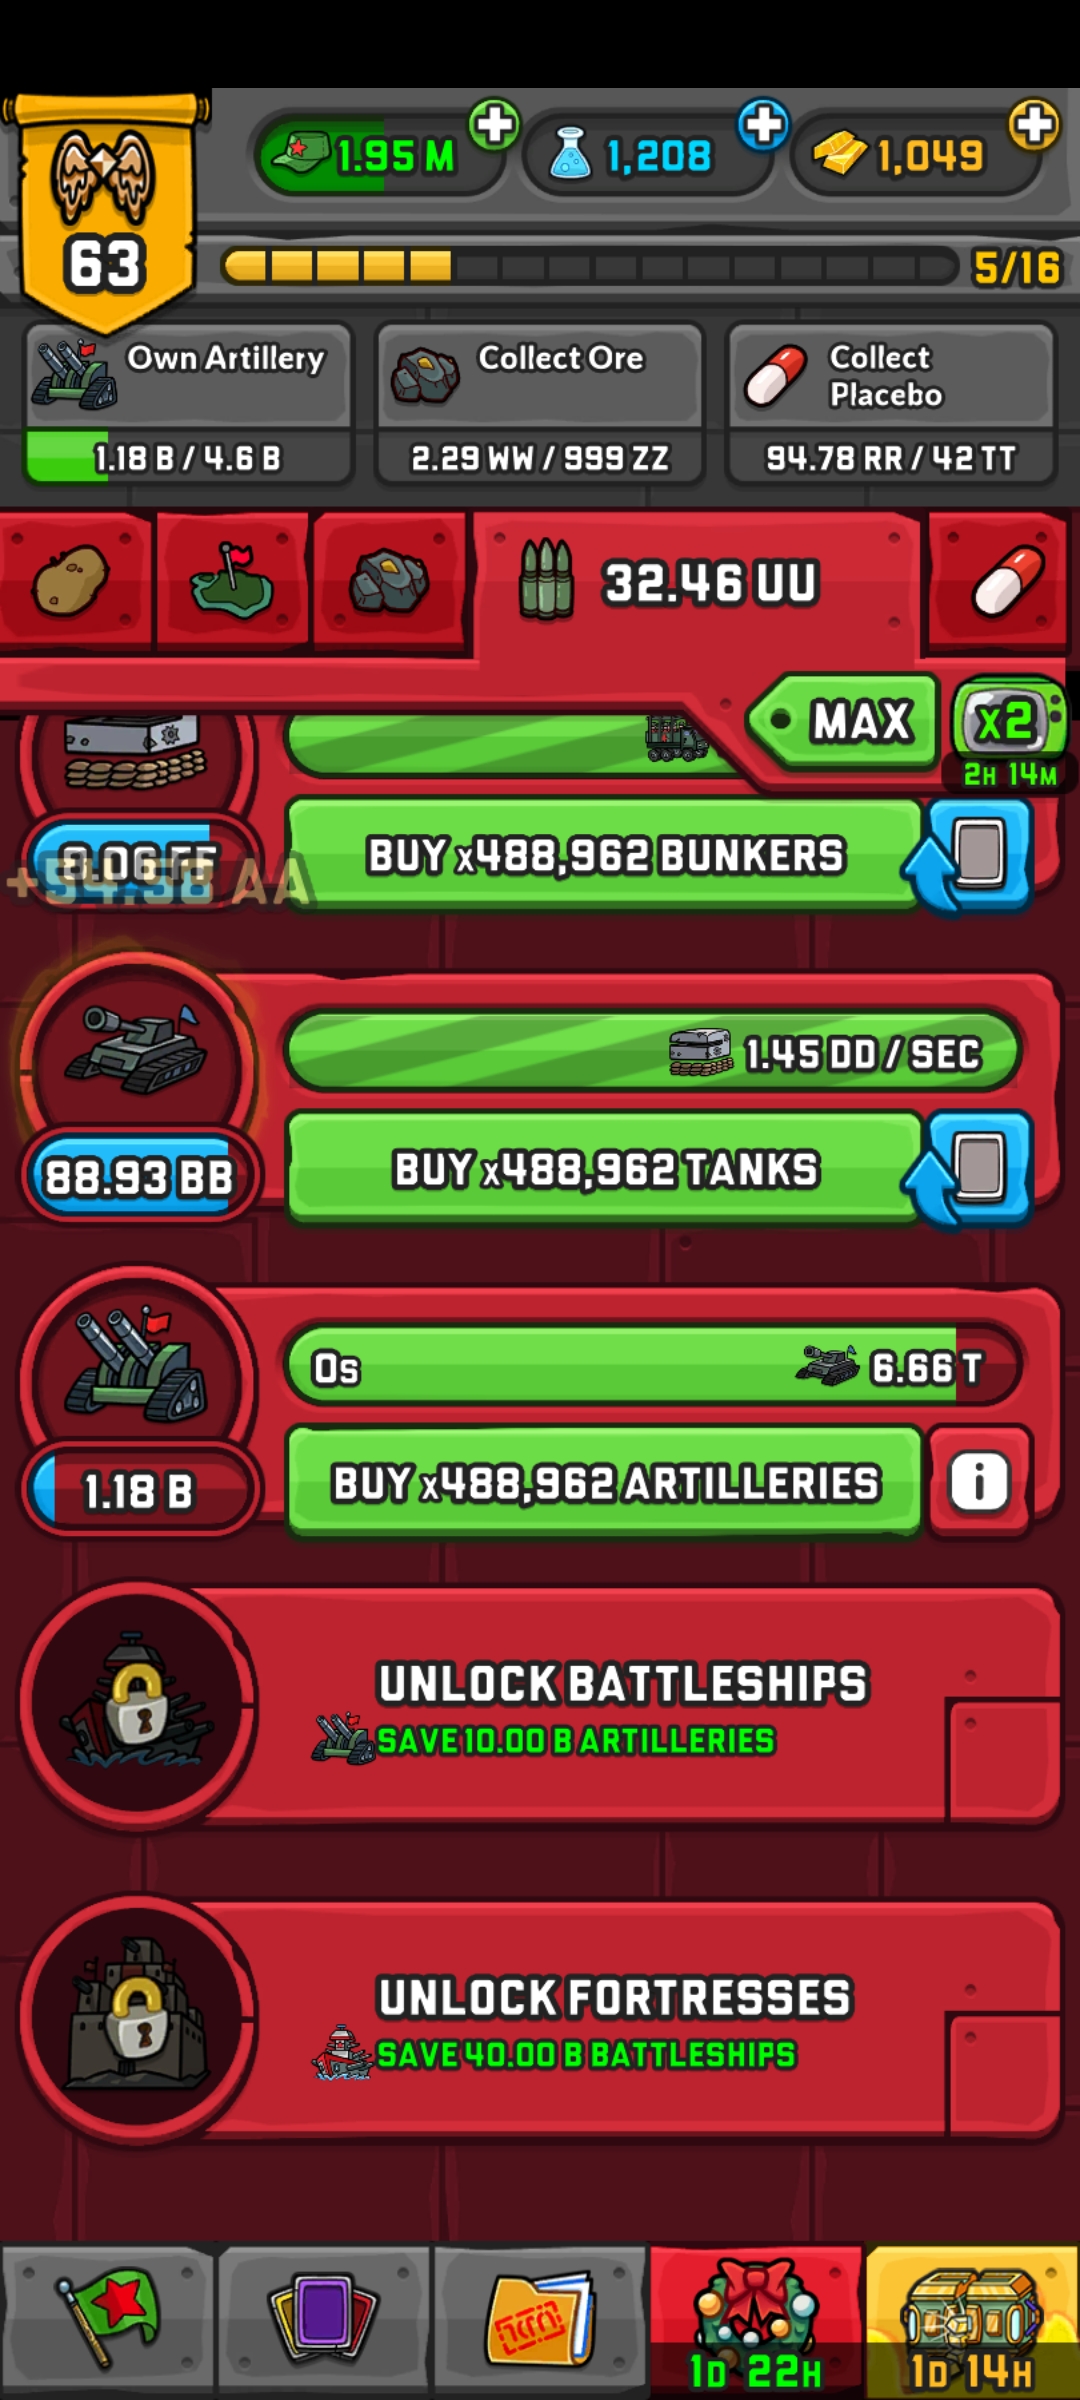 1.95 M
1,208
1,049
63
5/16
Own Artillery
1.18 B / 4.6 B
Collect Ore
2.29 WW / 999 ZZ
Collect
Placebo
94.78 RR / 42 TT
32.46 UU
MAX
x2
2H 14M
BUY x488,962 BUNKERS
1.45 DD / SEC
BUY x488,962 TANKS
88.93 BB
0s
6.66 T
BUY x488,962 ARTILLERIES
i
1.18 B
UNLOCK BATTLESHIPS
SAVE 10.00 B ARTILLERIES
UNLOCK FORTRESSES
SAVE 40.00 B BATTLESHIPS
1D 22H
1D 14H